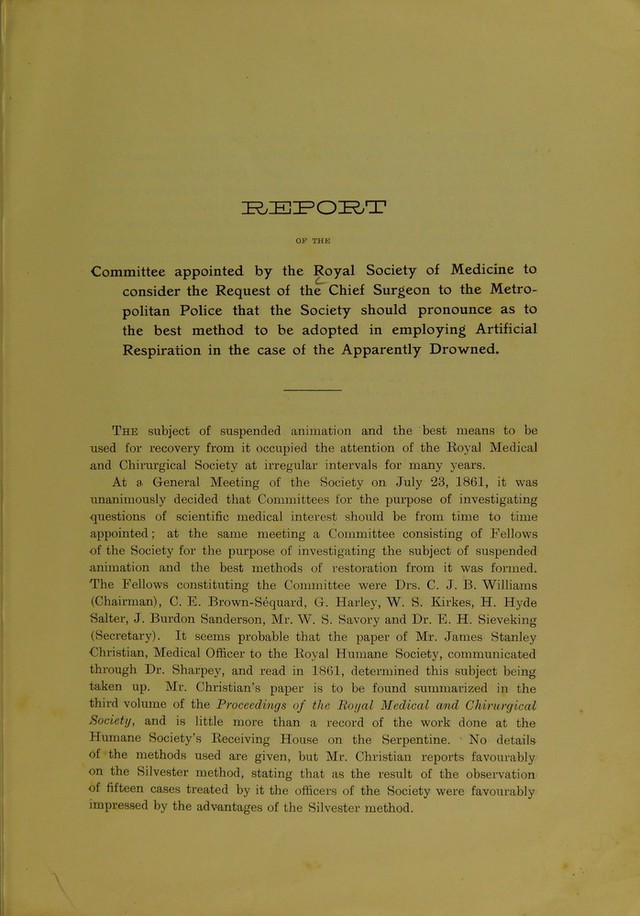 REPORT
OF THE
Committee appointed by the Royal Society of Medicine to
consider the Request of the Chief Surgeon to the Metro-
politan Police that the Society should pronounce as to
the best method to be adopted in employing Artificial
Respiration in the case of the Apparently Drowned.
THE subject of suspended animation and the best means to be
used for recovery from it occupied the attention of the Royal Medical
and Chirurgical Society at irregular intervals for many years.
At a General Meeting of the Society on July 23, 1861, it was
unanimously decided that Committees for the purpose of investigating
questions of scientific medical interest should be from time to time
appointed; at the same meeting a Committee consisting of Fellows
of the Society for the purpose of investigating the subject of suspended
animation and the best methods of restoration from it was formed.
The Fellows constituting the Committee were Drs. C. J. B. Williams
(Chairman), C. E. Brown-Séquard, G. Harley, W. S. Kirkes, H. Hyde
Salter, J. Burdon Sanderson, Mr. W. S. Savory and Dr. E. H. Sieveking
(Secretary). It seems probable that the paper of Mr. James Stanley
Christian, Medical Officer to the Royal Humane Society, communicated
through Dr. Sharpey, and read in 1861, determined this subject being
taken up. Mr. Christian's paper is to be found summarized in the
third volume of the Proceedings of the Royal Medical and Chirurgical
Society, and is little more than a record of the work done at the
Humane Society's Receiving House on the Serpentine. No details
of the methods used are given, but Mr. Christian reports favourably
on the Silvester method, stating that as the result of the observation
of fifteen cases treated by it the officers of the Society were favourably
impressed by the advantages of the Silvester method.